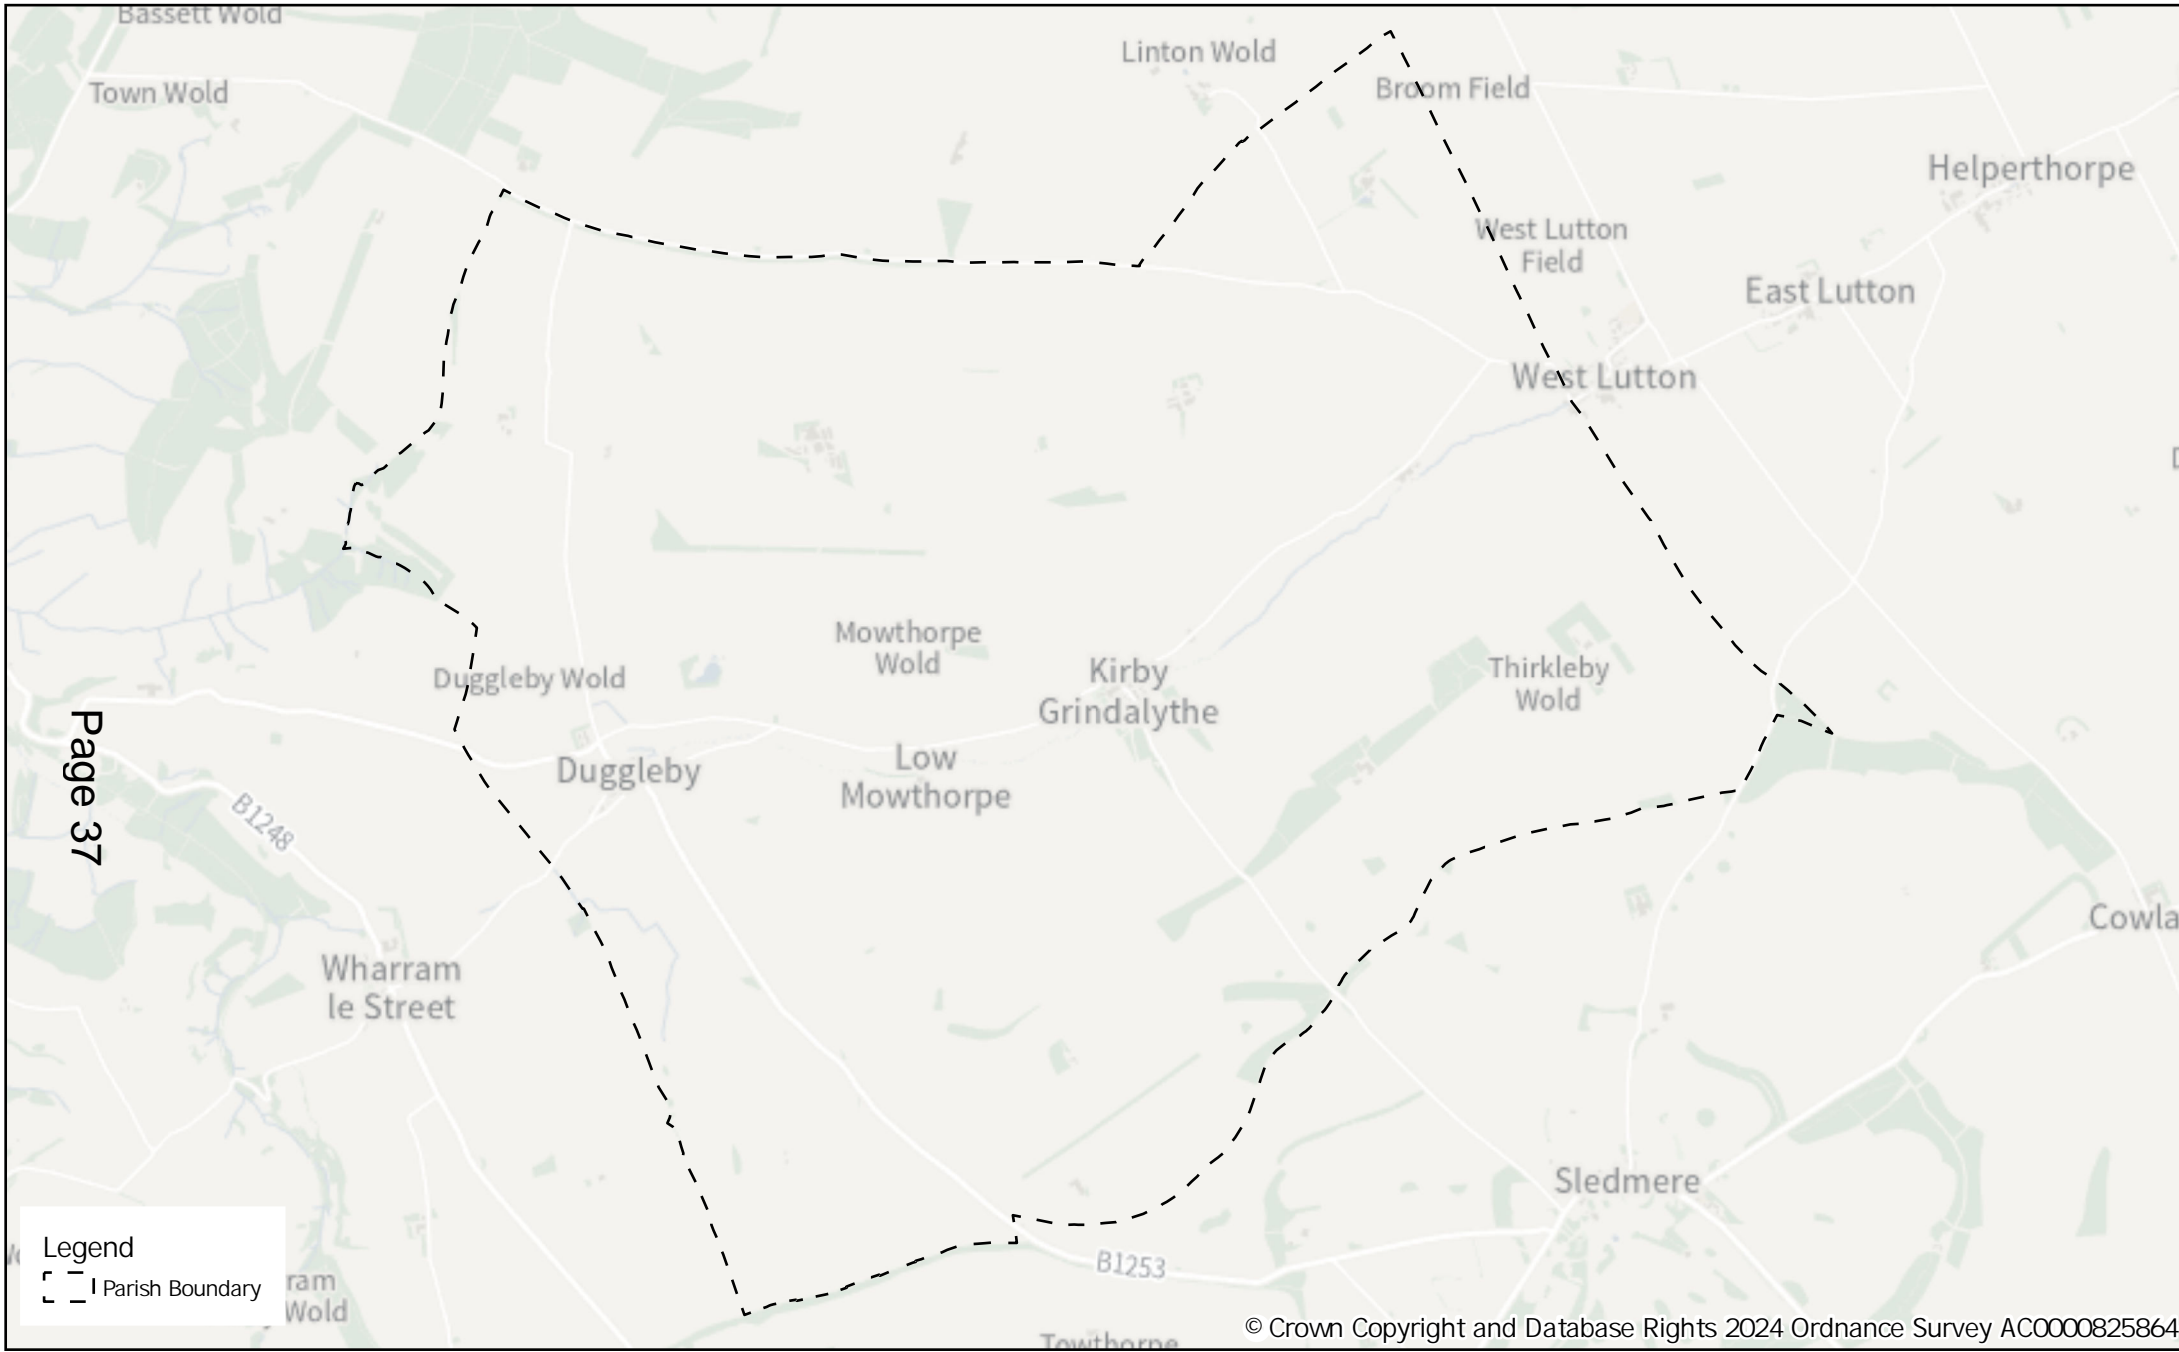 Bassett Wold
Town Wold
Linton Wold
Broom Field
Helperthorpe
West Lutton
Field
East Lutton
West Lutton
Mowthorpe
Wold
Duggleby Wold
Kirby
Grindalythe
Thirkleby
Wold
Page 37
Duggleby
Low
Mowthorpe
B1248
Wharram
le Street
Cowla
Sledmere
B1253
Legend
Parish Boundary
ram
Wold
Towthorpe
© Crown Copyright and Database Rights 2024 Ordnance Survey AC0000825864